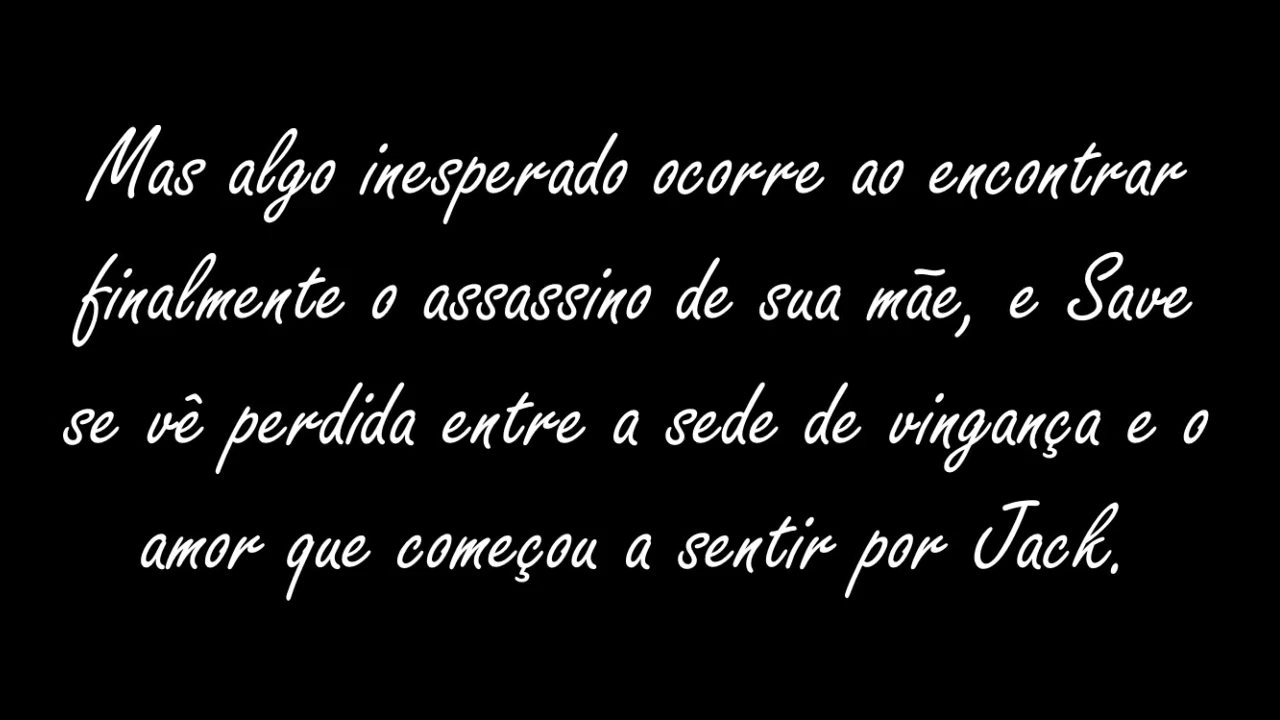 Mas algo inesperado ocorre ao encontrar
finalmente o assassino de sua mãe, e Save
se vê perdida entre a sede de vingança e o
amor que começou a sentir por Jack.